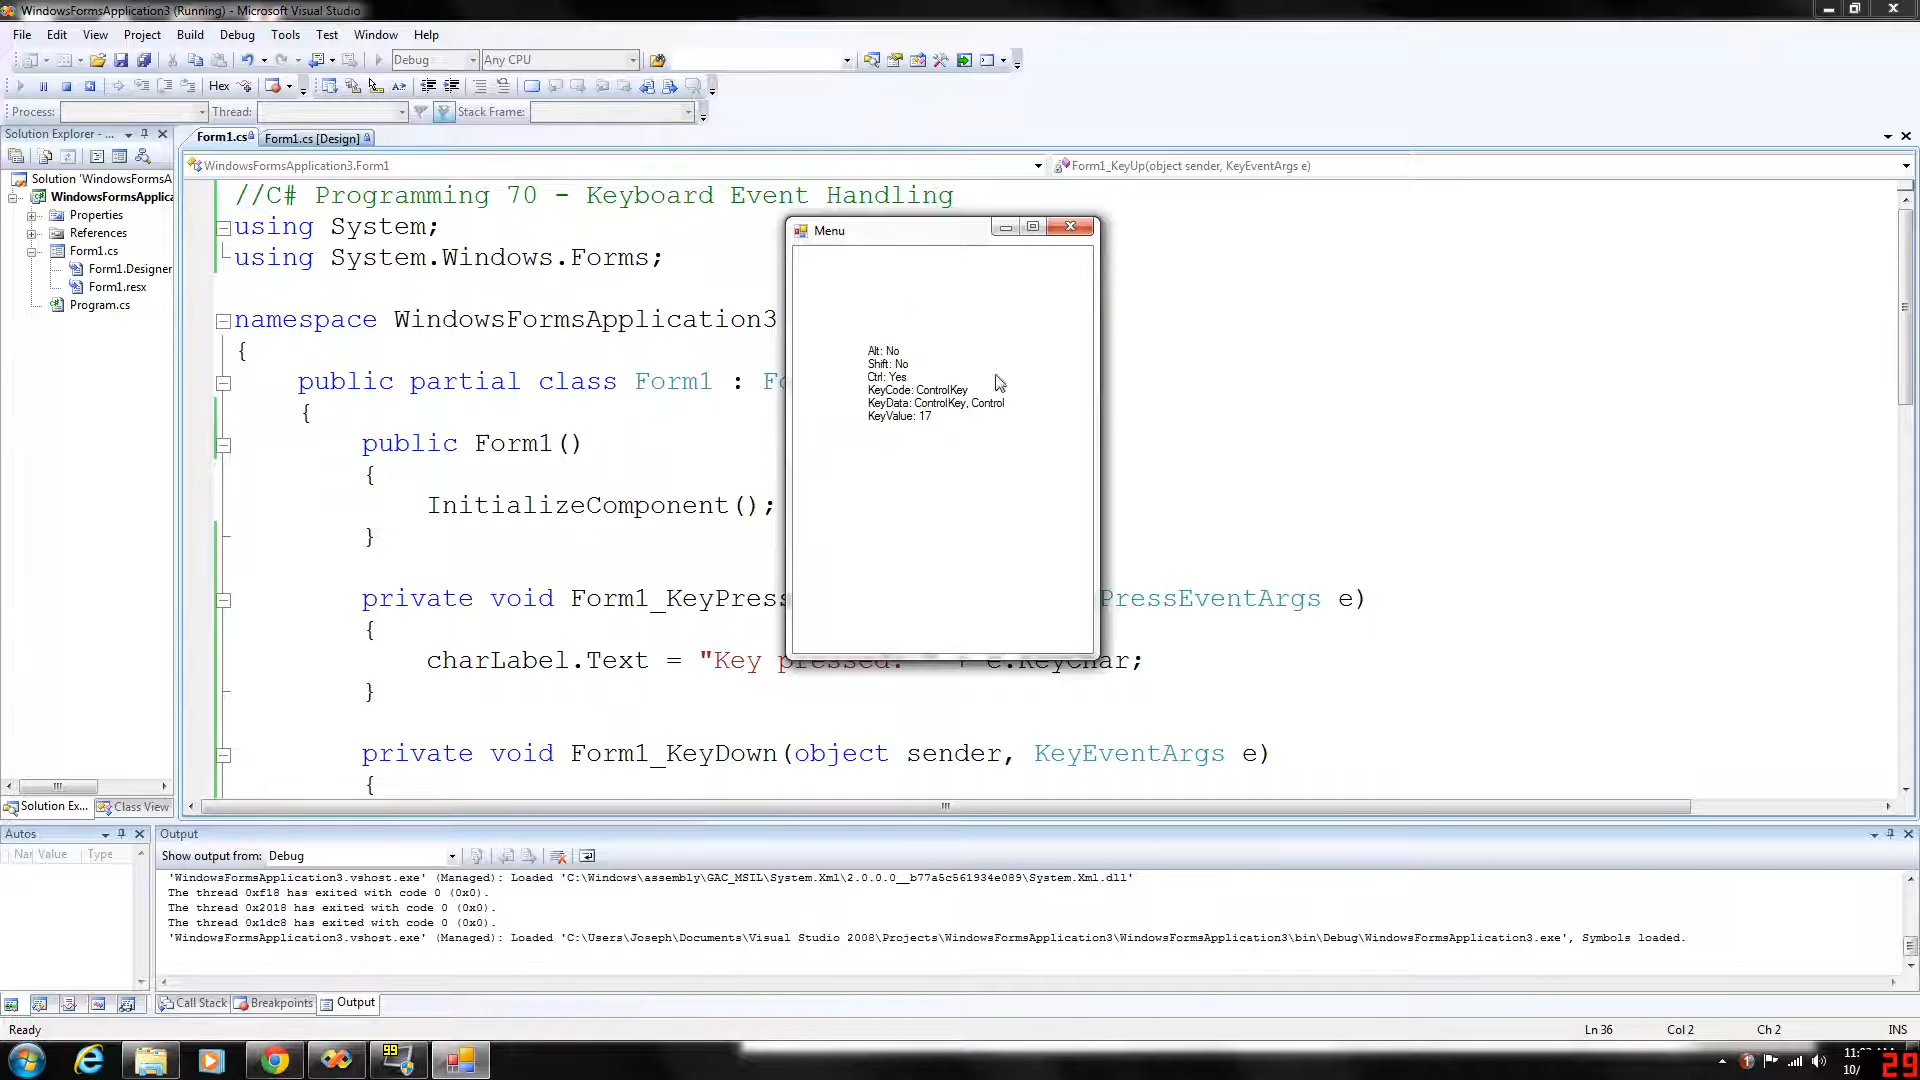 WindowsFormsApplication3 (Running) - Microsoft Visual Studio
File Edit View Project Build Debug Tools Test Window Help
Debug Any CPU
Hex
Process: Thread: Stack Frame:
Solution Explorer - ...
Form1.cs Form1.cs [Design]
WindowsFormsApplication3.Form1 Form1_KeyUp(object sender, KeyEventArgs e)
Solution 'WindowsFormsA
WindowsFormsApplica
Properties
References
Form1.cs
Form1.Designer
Form1.resx
Program.cs
//C# Programming 70 - Keyboard Event Handling
using System;
using System.Windows.Forms;
namespace WindowsFormsApplication3
{
public partial class Form1 : Fo
{
public Form1()
{
InitializeComponent();
}
private void Form1_KeyPress PressEventArgs e)
{
charLabel.Text = "Key pressed: " + e.KeyChar;
}
private void Form1_KeyDown(object sender, KeyEventArgs e)
{
Menu
Alt: No
Shift: No
Ctrl: Yes
KeyCode: ControlKey
KeyData: ControlKey, Control
KeyValue: 17
Solution Ex... Class View
Autos
Nar Value Type
Output
Show output from: Debug
'WindowsFormsApplication3.vshost.exe' (Managed): Loaded 'C:\Windows\assembly\GAC_MSIL\System.Xml\2.0.0.0__b77a5c561934e089\System.Xml.dll'
The thread 0xf18 has exited with code 0 (0x0).
The thread 0x2018 has exited with code 0 (0x0).
The thread 0x1dc8 has exited with code 0 (0x0).
'WindowsFormsApplication3.vshost.exe' (Managed): Loaded 'C:\Users\Joseph\Documents\Visual Studio 2008\Projects\WindowsFormsApplication3\WindowsFormsApplication3\bin\Debug\WindowsFormsApplication3.exe', Symbols loaded.
Call Stack Breakpoints Output
Ready Ln 36 Col 2 Ch 2 INS
99
10/
29